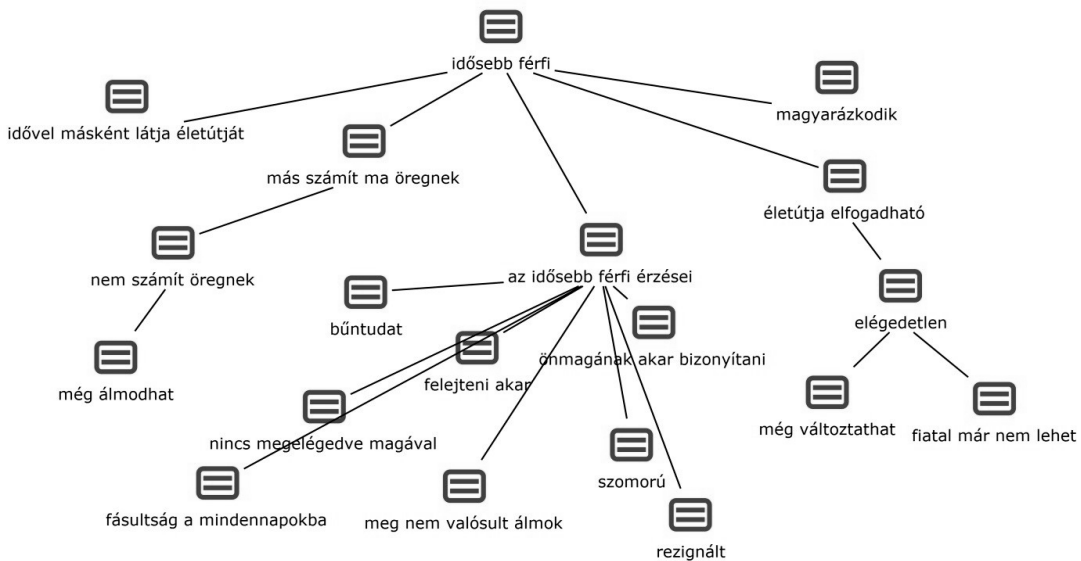 idősebb férfi
magyarázkodik
idővel másként látja életútját
más számít ma öregnek
életútja elfogadható
nem számít öregnek
az idősebb férfi érzései
bűntudat
elégedetlen
önmagának akar bizonyítani
felejteni akar
még álmodhat
nincs megelégedve magával
még változtathat
fiatal már nem lehet
szomorú
fásultság a mindennapokba
meg nem valósult álmok
rezignált